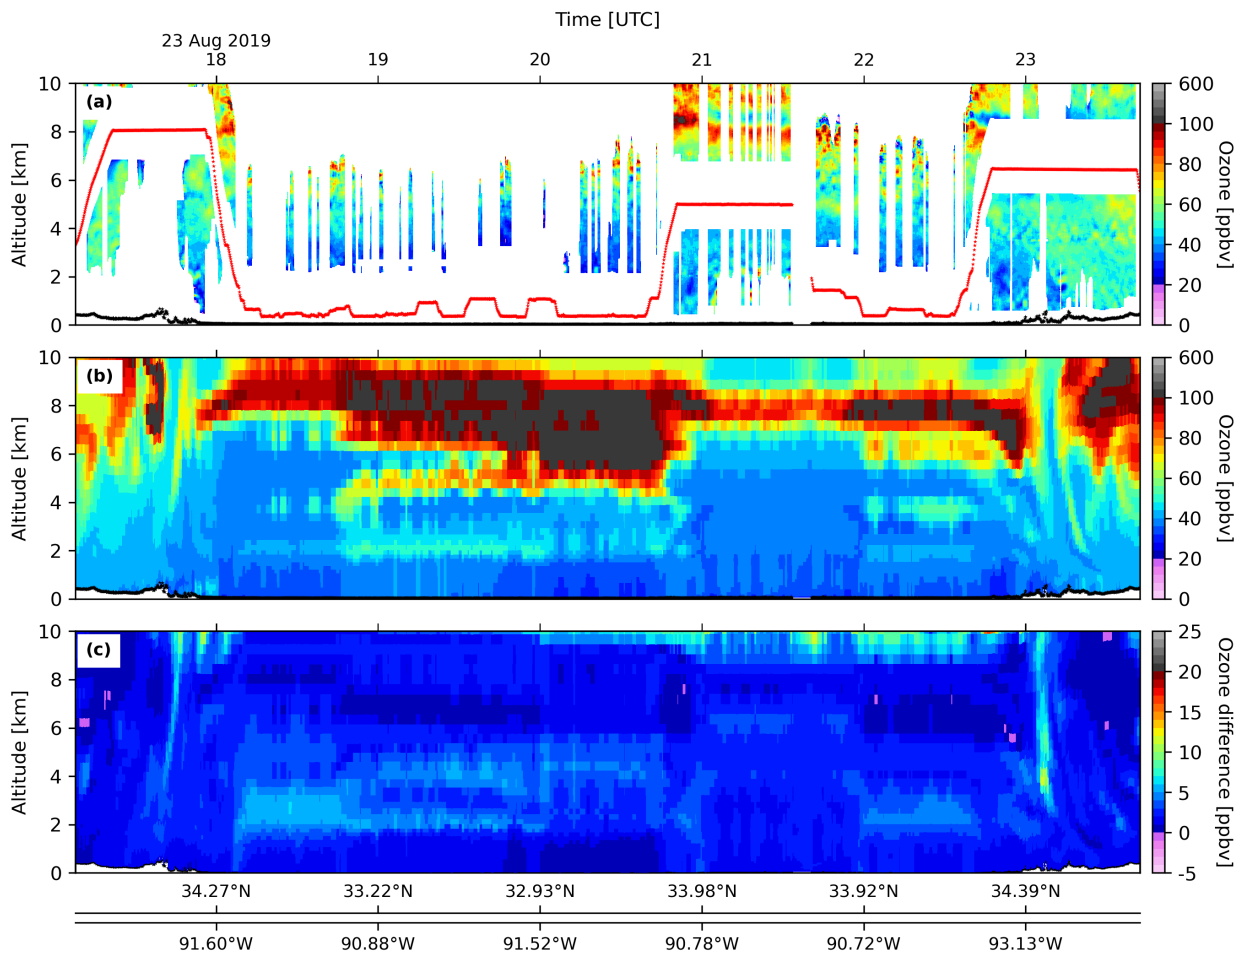 Time [UTC]
23 Aug 2019
18 19 20 21 22 23
(a)
Altitude [km]
10
8
6
4
2
0
600
100
80
60
40
20
0
Ozone [ppbv]
(b)
Altitude [km]
10
8
6
4
2
0
600
100
80
60
40
20
0
Ozone [ppbv]
(c)
Altitude [km]
10
8
6
4
2
0
25
20
15
10
5
0
-5
Ozone difference [ppbv]
34.27°N 33.22°N 32.93°N 33.98°N 33.92°N 34.39°N
91.60°W 90.88°W 91.52°W 90.78°W 90.72°W 93.13°W